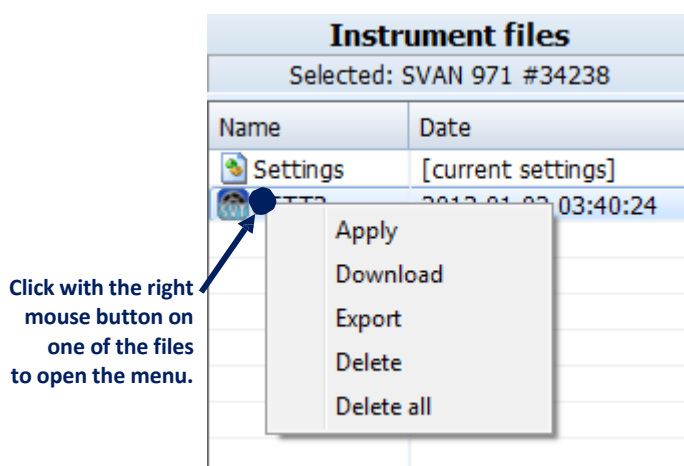 Instrument files
Selected: SVAN 971 #34238
Name Date
Settings [current settings]
03:40:24
Apply
Download
Export
Delete
Delete all
Click with the right
mouse button on
one of the files
to open the menu.